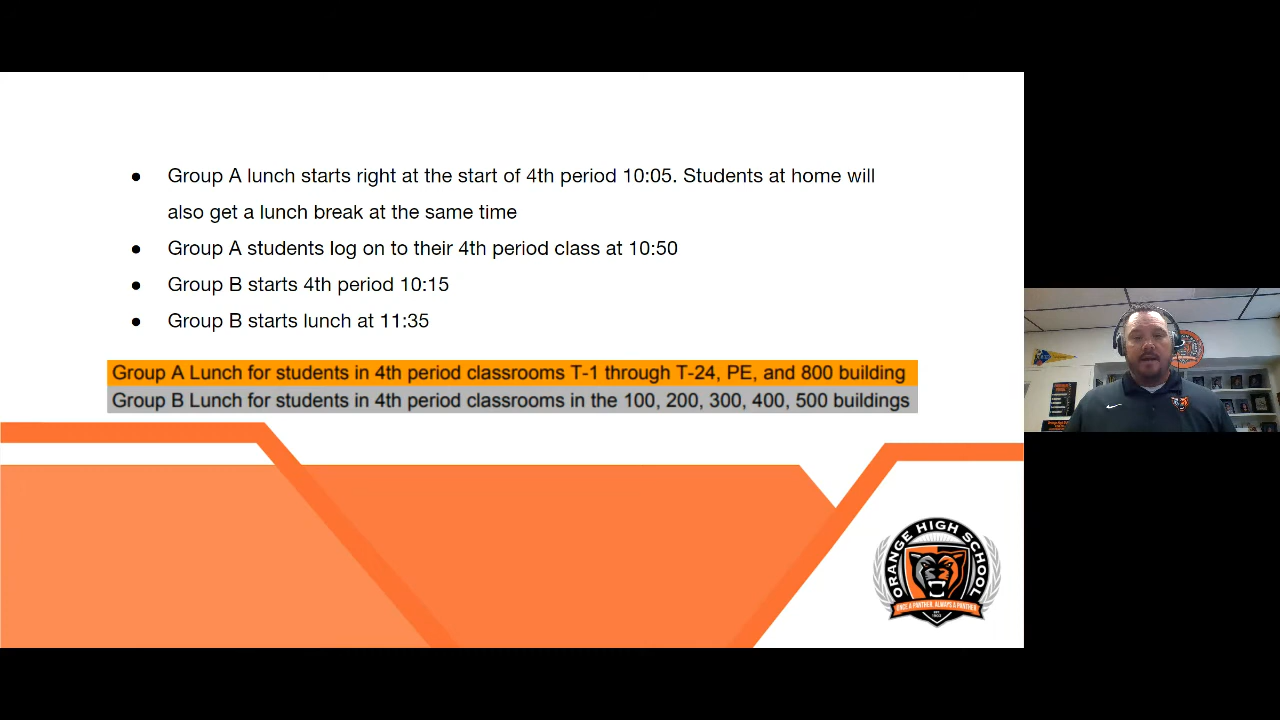 ● Group A lunch starts right at the start of 4th period 10:05. Students at home will
also get a lunch break at the same time
● Group A students log on to their 4th period class at 10:50
● Group B starts 4th period 10:15
● Group B starts lunch at 11:35
Group A Lunch for students in 4th period classrooms T-1 through T-24, PE, and 800 building
Group B Lunch for students in 4th period classrooms in the 100, 200, 300, 400, 500 buildings
ORANGE HIGH SCHOOL
ONCE A PANTHER, ALWAYS A PANTHER